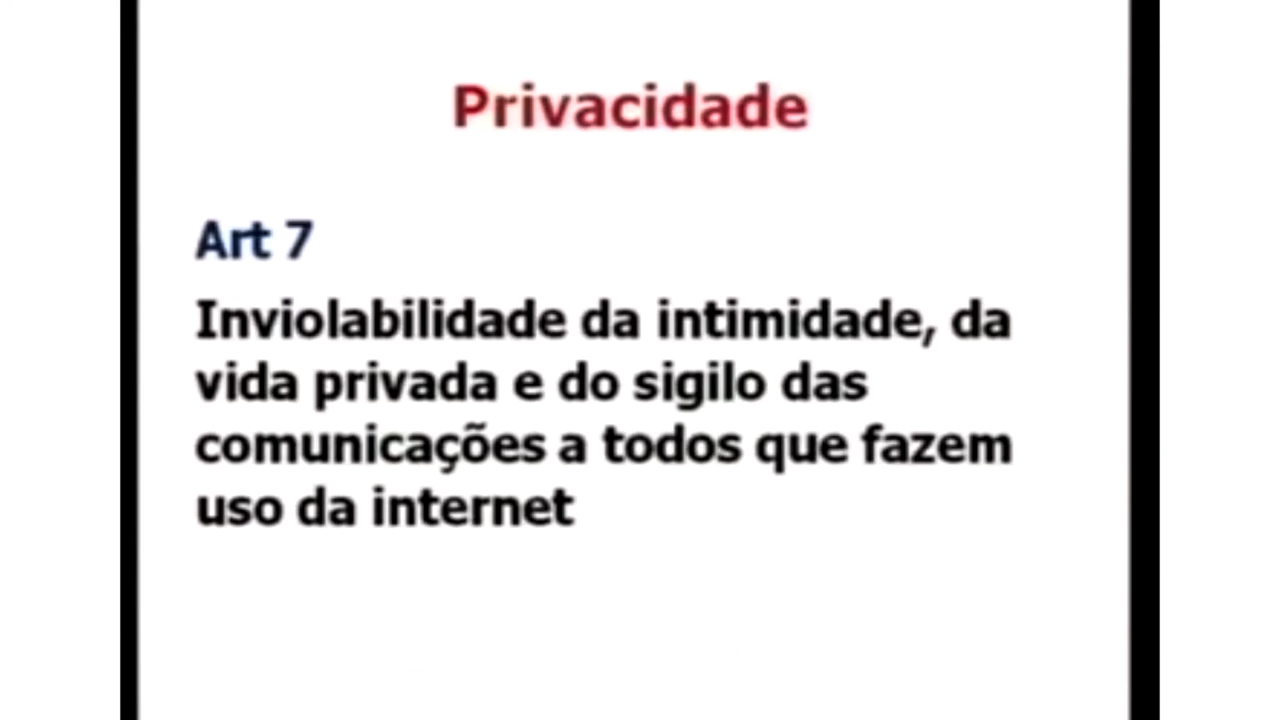 Privacidade
Art 7
Inviolabilidade da intimidade, da
vida privada e do sigilo das
comunicações a todos que fazem
uso da internet